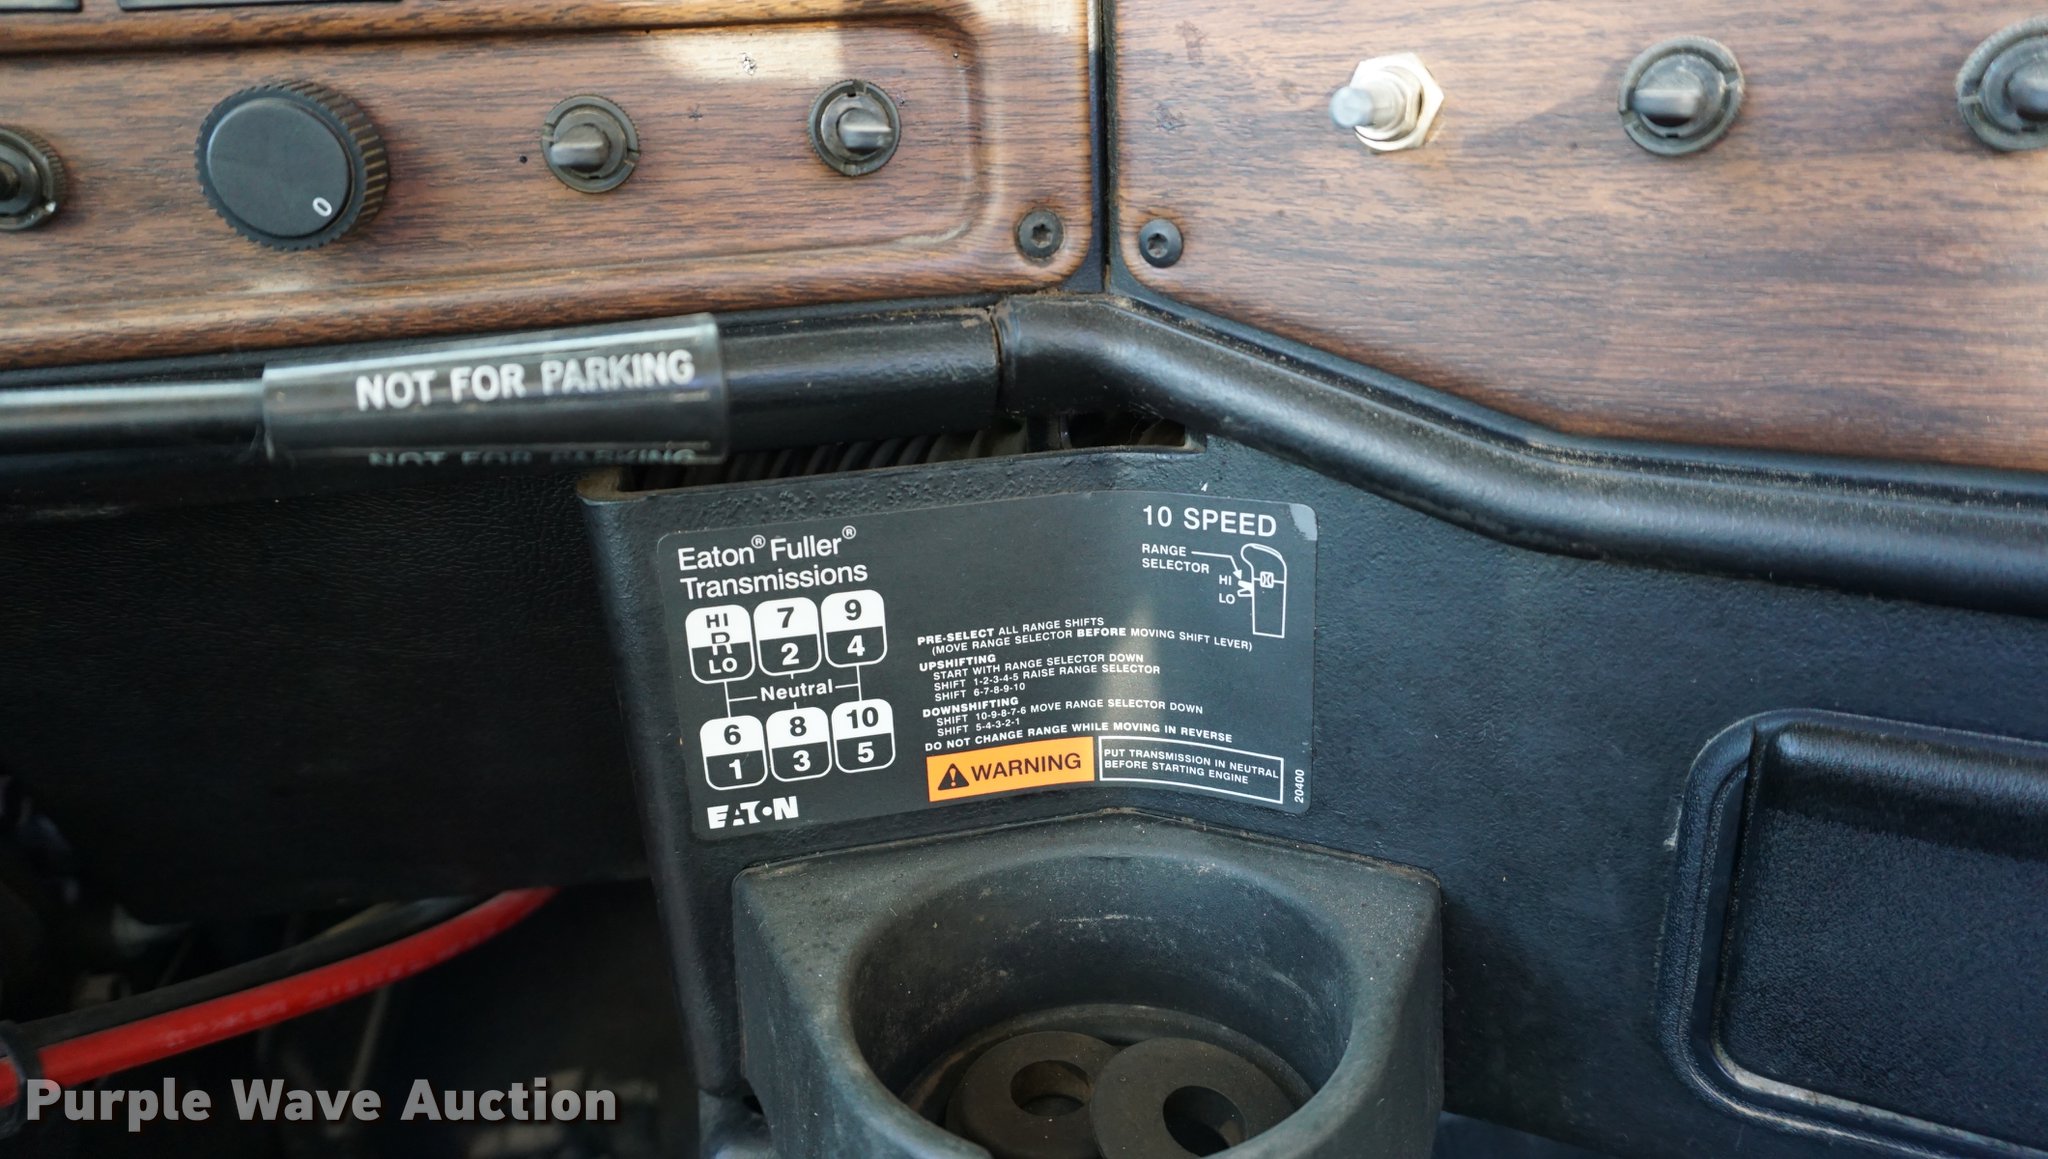 0
NOT FOR PARKING
NOT FOR PARKING
Eaton® Fuller®
Transmissions
HI
R
LO
7
2
9
4
Neutral
6
1
8
3
10
5
EATON
10 SPEED
RANGE
SELECTOR
HI
LO
PRE-SELECT ALL RANGE SHIFTS
(MOVE RANGE SELECTOR BEFORE MOVING SHIFT LEVER)
UPSHIFTING
START WITH RANGE SELECTOR DOWN
SHIFT 1-2-3-4-5 RAISE RANGE SELECTOR
SHIFT 6-7-8-9-10
DOWNSHIFTING
SHIFT 10-9-8-7-6 MOVE RANGE SELECTOR DOWN
SHIFT 5-4-3-2-1
DO NOT CHANGE RANGE WHILE MOVING IN REVERSE
WARNING
PUT TRANSMISSION IN NEUTRAL
BEFORE STARTING ENGINE
20400
Purple Wave Auction